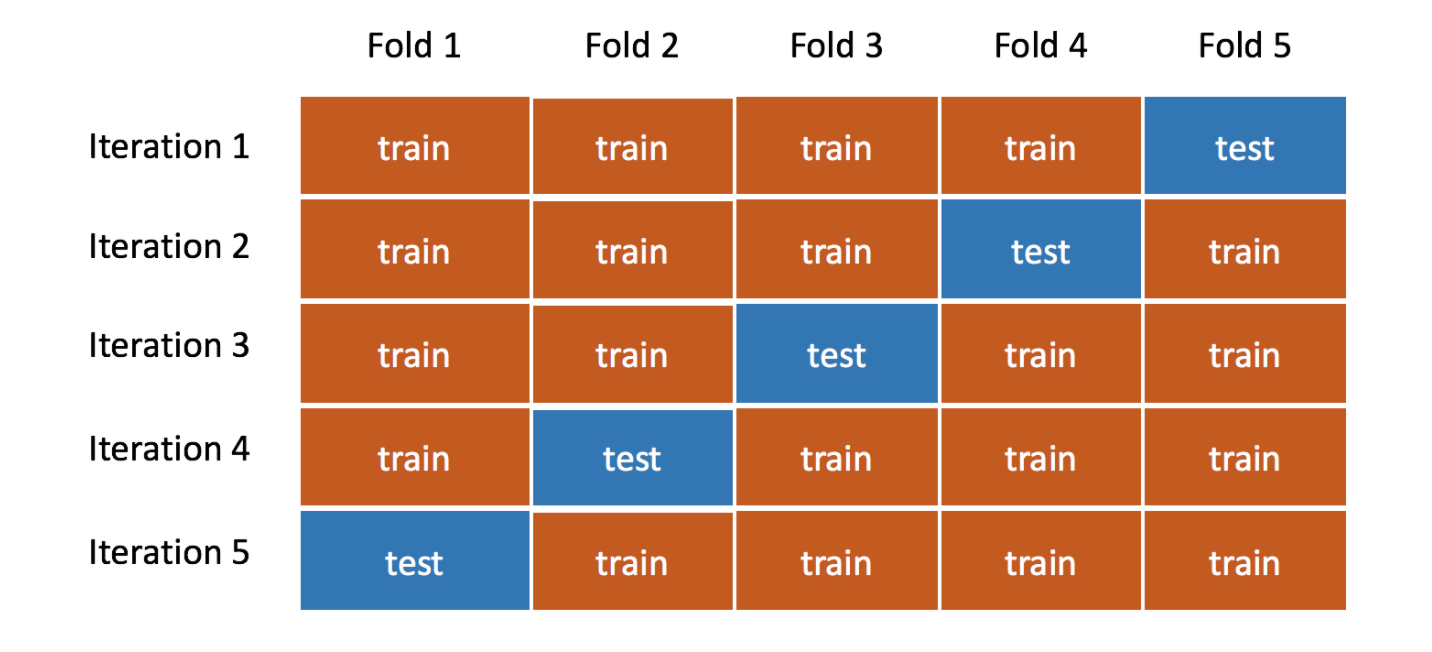 Fold 1 Fold 2 Fold 3 Fold 4 Fold 5
Iteration 1 train train train train test
Iteration 2 train train train test train
Iteration 3 train train test train train
Iteration 4 train test train train train
Iteration 5 test train train train train